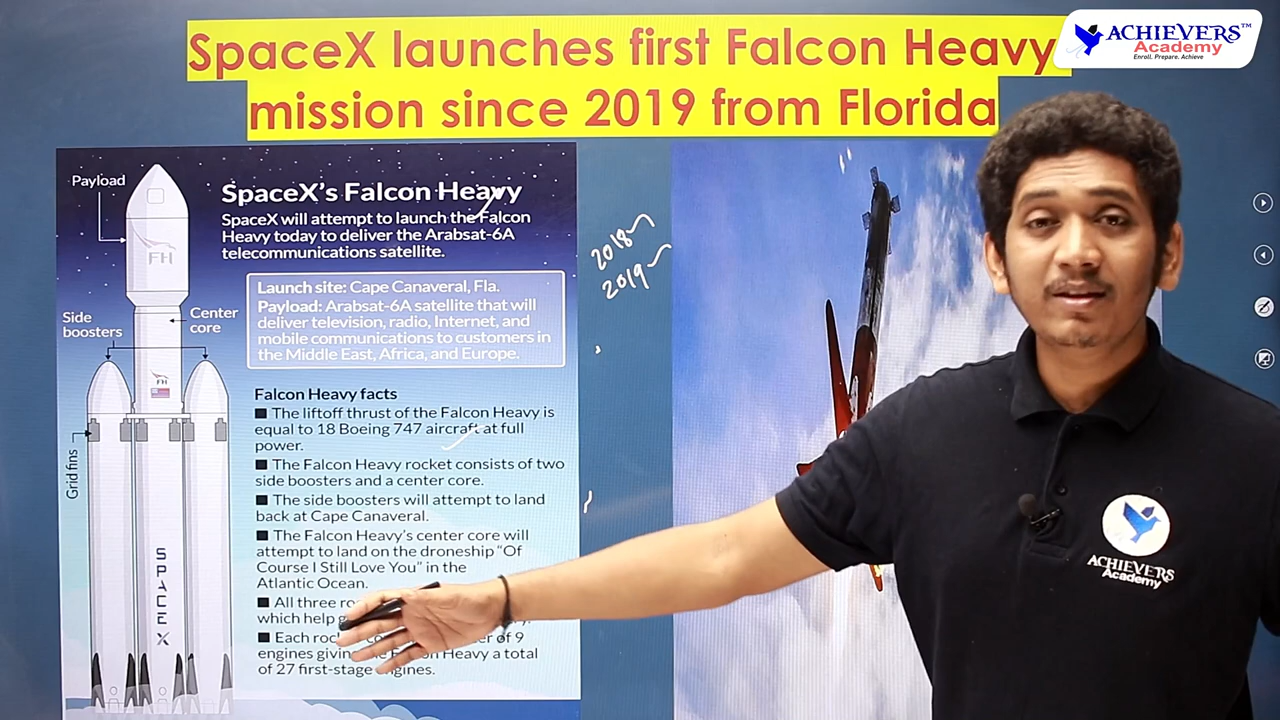 SpaceX launches first Falcon Heavy
mission since 2019 from Florida
ACHIEVERS™
Academy
Enroll. Prepare. Achieve
Payload
SpaceX's Falcon Heavy
SpaceX will attempt to launch the Falcon
Heavy today to deliver the Arabsat-6A
telecommunications satellite.
FH
Launch site: Cape Canaveral, Fla.
Payload: Arabsat-6A satellite that will
deliver television, radio, Internet, and
mobile communications to customers in
the Middle East, Africa, and Europe.
Side
boosters
Center
core
FH
Falcon Heavy facts
■ The liftoff thrust of the Falcon Heavy is
equal to 18 Boeing 747 aircraft at full
power.
■ The Falcon Heavy rocket consists of two
side boosters and a center core.
■ The side boosters will attempt to land
back at Cape Canaveral.
■ The Falcon Heavy's center core will
attempt to land on the droneship "Of
Course I Still Love You" in the
Atlantic Ocean.
■ All three
which help
■ Each of 9
engines Heavy a total
of 27 first-stage engines.
Grid fins
SPACE X
2018
2019
ACHIEVERS
Academy